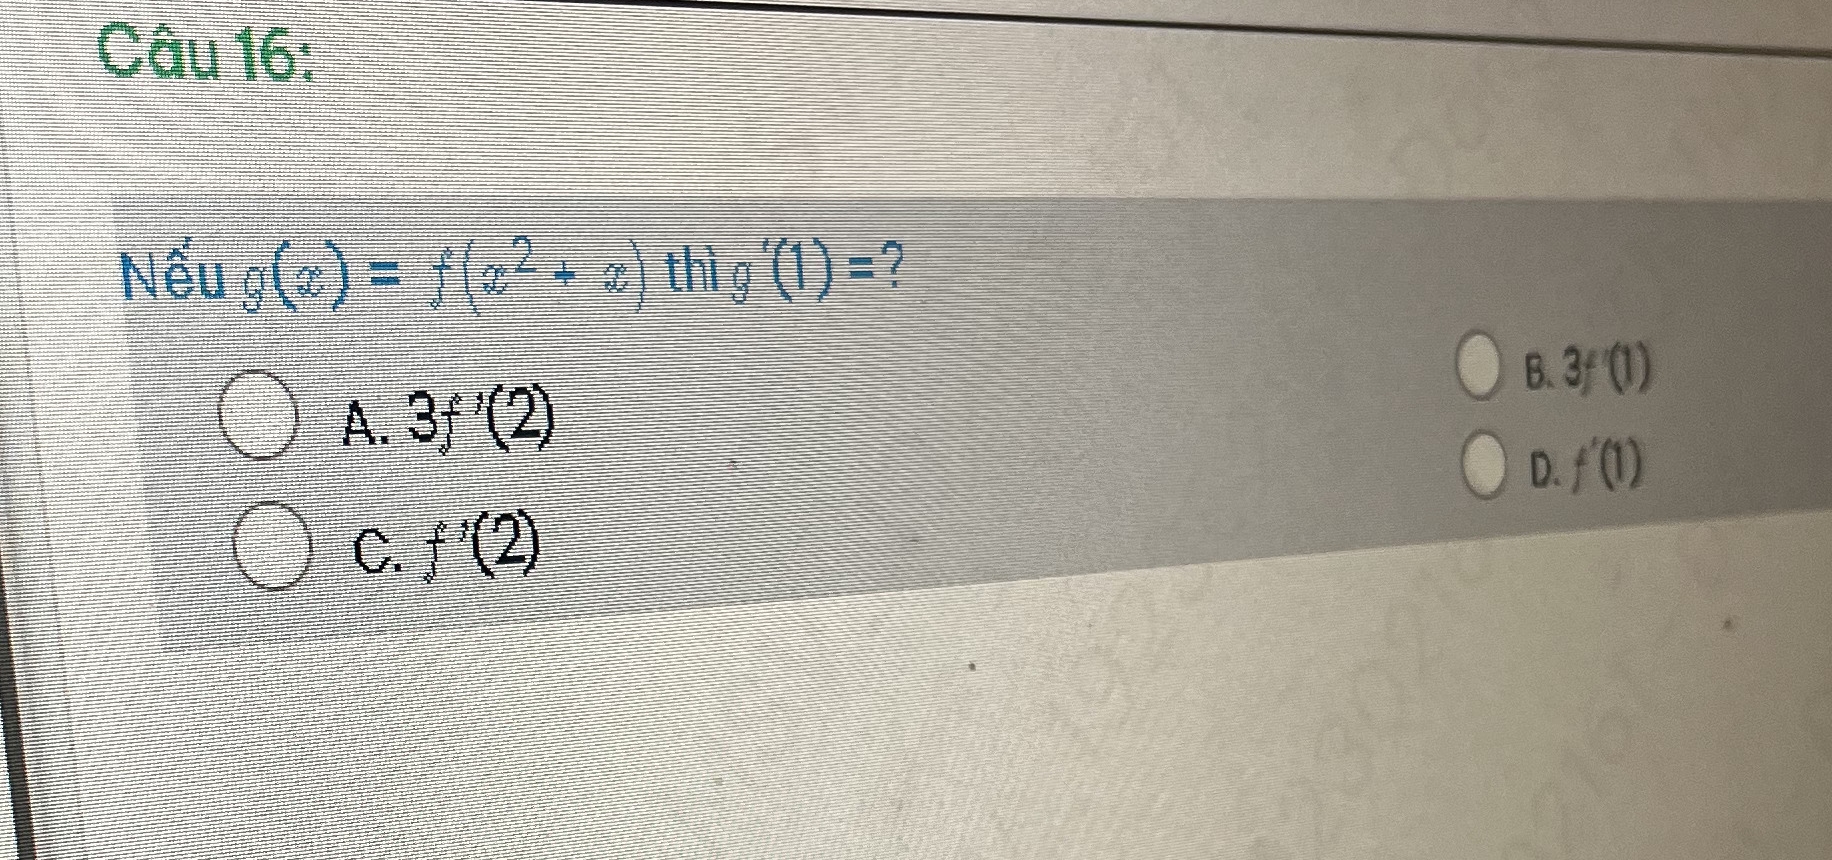 Câu 16:
Nếu g(x) = f(x² + x) thì g'(1) = ?
A. 3f'(2)
B. 3f'(1)
C. f'(2)
D. f'(1)